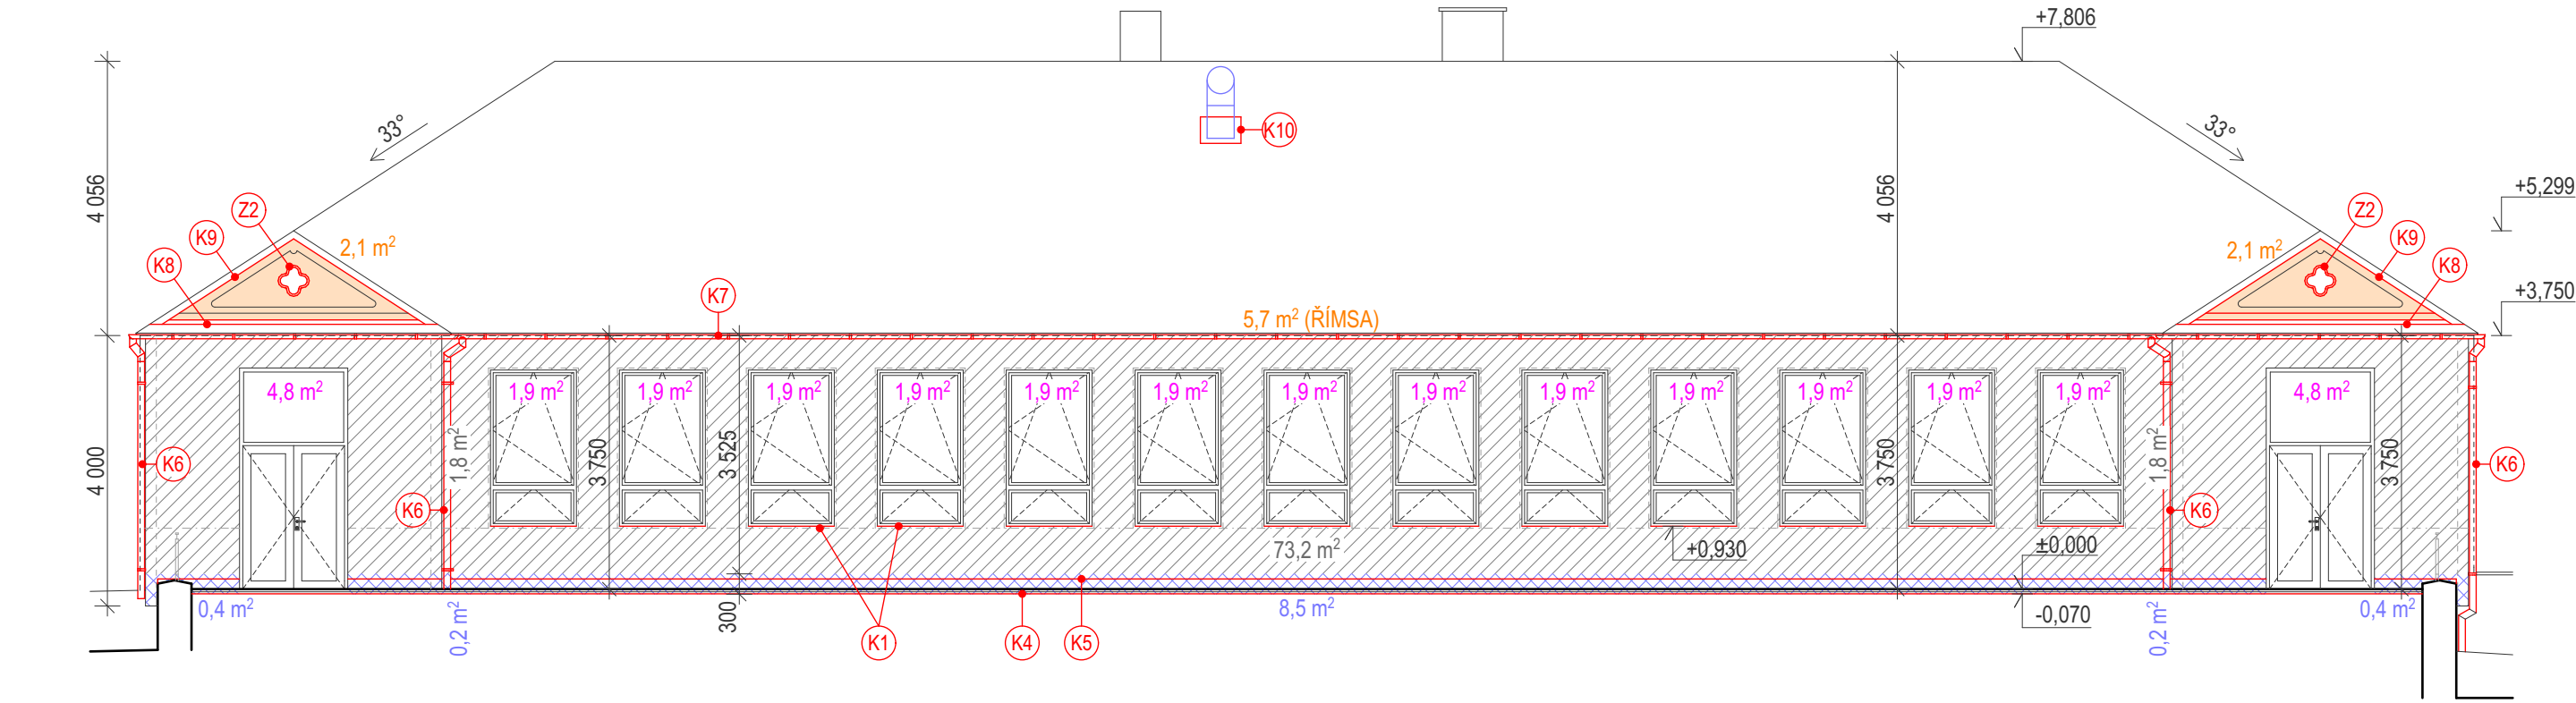 +7,806
33°
K10
33°
4 056
4 056
+5,299
Z2
K9
K8
2,1 m²
Z2
K9
K8
2,1 m²
+3,750
K7
5,7 m² (ŘÍMSA)
4,8 m²
1,9 m²
1,9 m²
1,9 m²
1,9 m²
1,9 m²
1,9 m²
1,9 m²
1,9 m²
1,9 m²
1,9 m²
1,9 m²
1,9 m²
1,9 m²
4,8 m²
4 000
K6
K6
1,8 m²
3 750
3 525
3 750
1,8 m²
3 750
K6
K6
73,2 m²
+0,930
±0,000
0,4 m²
0,2 m²
300
8,5 m²
-0,070
0,2 m²
0,4 m²
K1
K4
K5